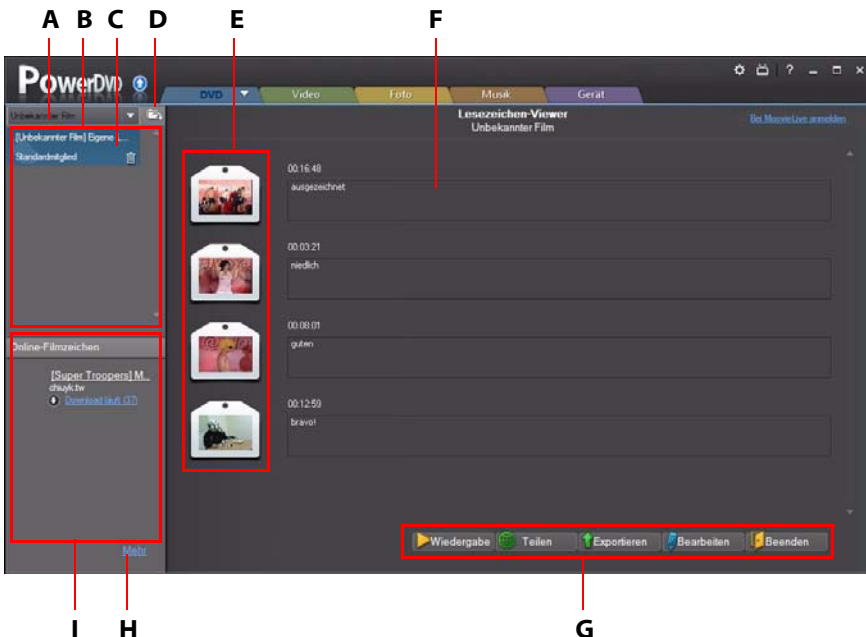 A B C D E F
PowerDVD
DVD Video Foto Musik Gerät
Unbekannter Film
Lesezeichen-Viewer
Unbekannter Film
Bei MoovieLive anmelden
[Unbekannter Film] Eigene L...
Standardmitglied
00:16:48
ausgezeichnet
00:03:21
niedlich
00:08:01
guten
00:12:59
bravo!
Online-Filmzeichen
[Super Troopers] M...
chiuyk.tw
Download läuft (37)
Mehr
Wiedergabe Teilen Exportieren Bearbeiten Beenden
I H G